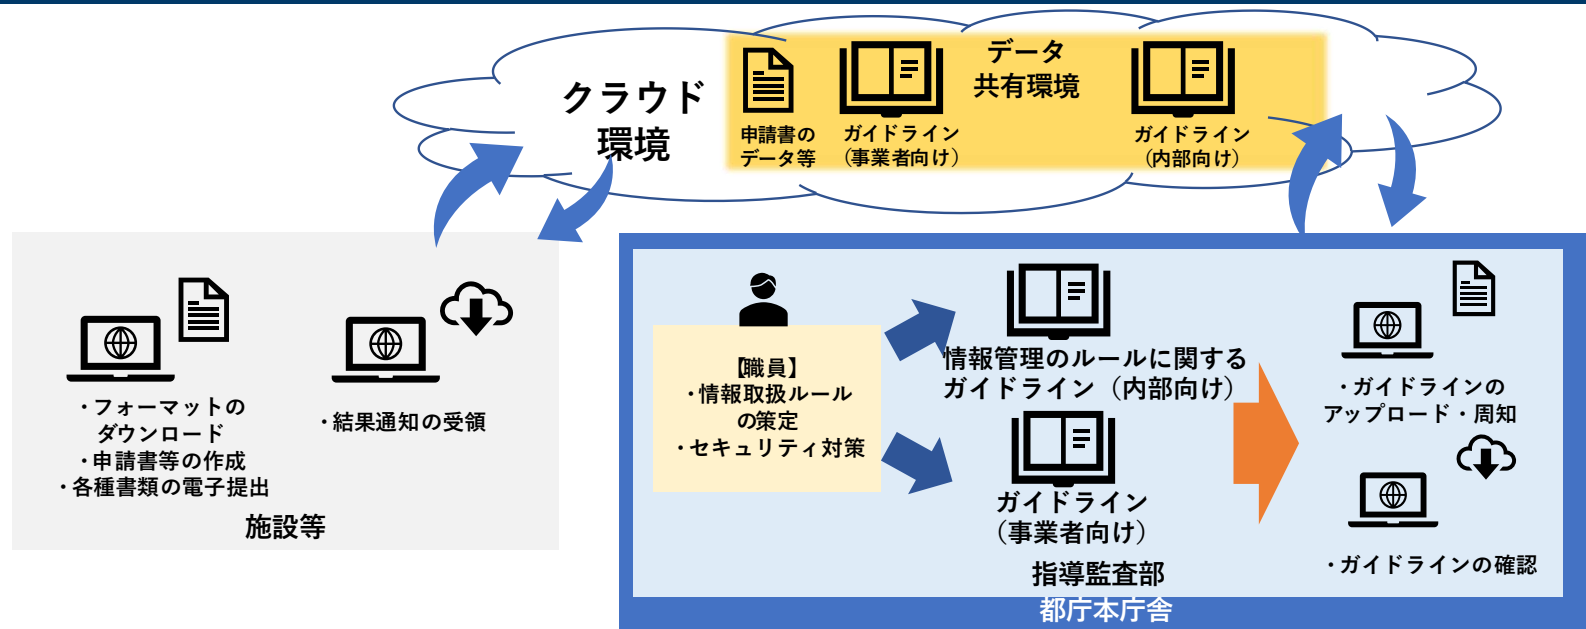 クラウド
環境
データ
共有環境
申請書の
データ等
ガイドライン
（事業者向け）
ガイドライン
（内部向け）
・フォーマットの
ダウンロード
・申請書等の作成
・各種書類の電子提出
・結果通知の受領
施設等
【職員】
・情報取扱ルール
の策定
・セキュリティ対策
情報管理のルールに関する
ガイドライン（内部向け）
ガイドライン
（事業者向け）
・ガイドラインの
アップロード・周知
・ガイドラインの確認
指導監査部
都庁本庁舎